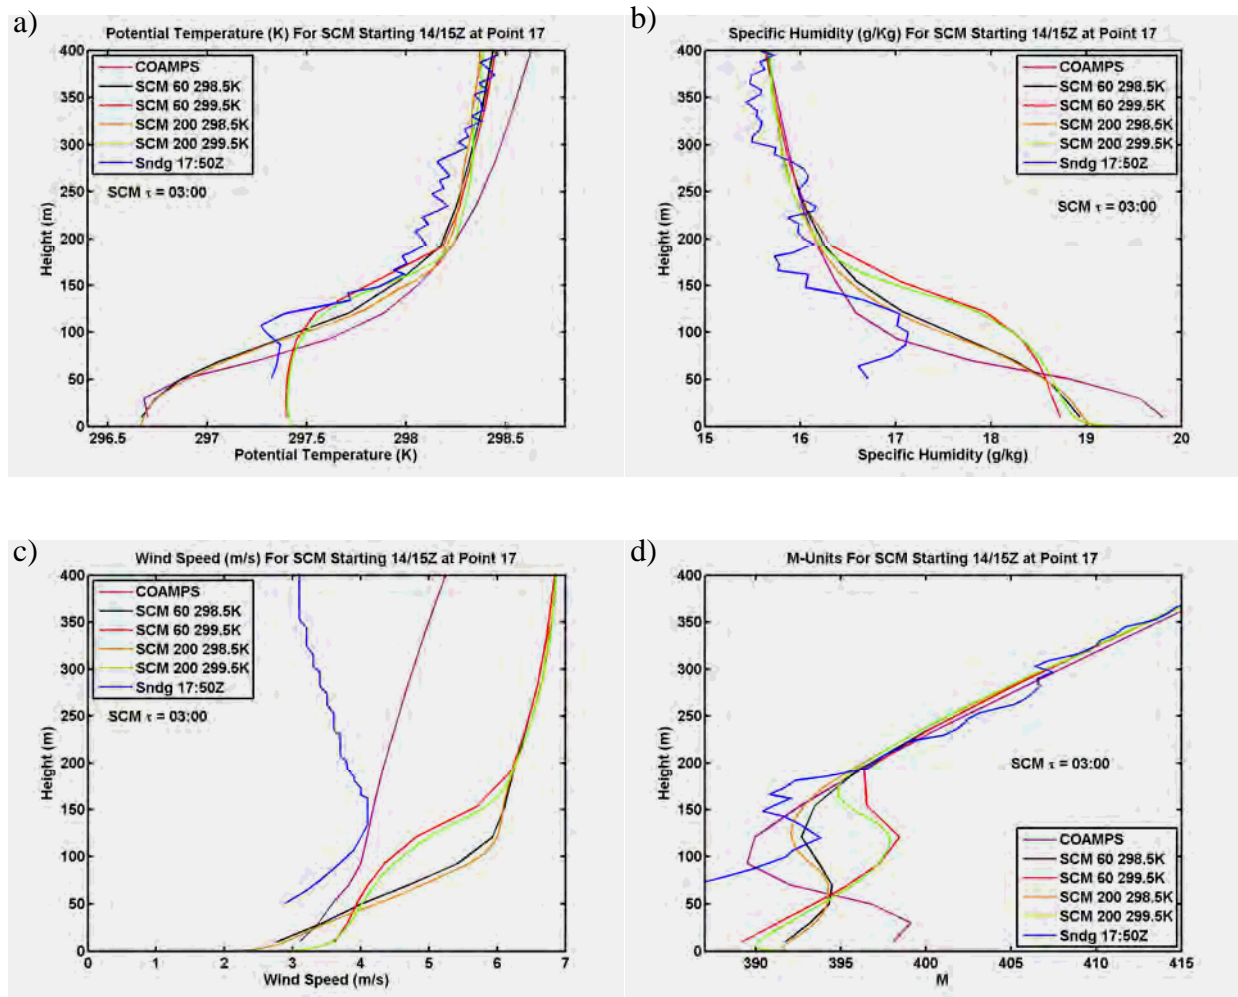 a)
Potential Temperature (K) For SCM Starting 14/15Z at Point 17
400
350
300
250
200
150
100
50
0
Height (m)
COAMPS
SCM 60 298.5K
SCM 60 299.5K
SCM 200 298.5K
SCM 200 299.5K
Sndg 17:50Z
SCM τ = 03:00
296.5 297 297.5 298 298.5
Potential Temperature (K)
b)
Specific Humidity (g/Kg) For SCM Starting 14/15Z at Point 17
400
350
300
250
200
150
100
50
0
Height (m)
COAMPS
SCM 60 298.5K
SCM 60 299.5K
SCM 200 298.5K
SCM 200 299.5K
Sndg 17:50Z
SCM τ = 03:00
15 16 17 18 19 20
Specific Humidity (g/kg)
c)
Wind Speed (m/s) For SCM Starting 14/15Z at Point 17
400
350
300
250
200
150
100
50
0
Height (m)
COAMPS
SCM 60 298.5K
SCM 60 299.5K
SCM 200 298.5K
SCM 200 299.5K
Sndg 17:50Z
SCM τ = 03:00
0 1 2 3 4 5 6 7
Wind Speed (m/s)
d)
M-Units For SCM Starting 14/15Z at Point 17
400
350
300
250
200
150
100
50
0
Height (m)
SCM τ = 03:00
COAMPS
SCM 60 298.5K
SCM 60 299.5K
SCM 200 298.5K
SCM 200 299.5K
Sndg 17:50Z
390 395 400 405 410 415
M